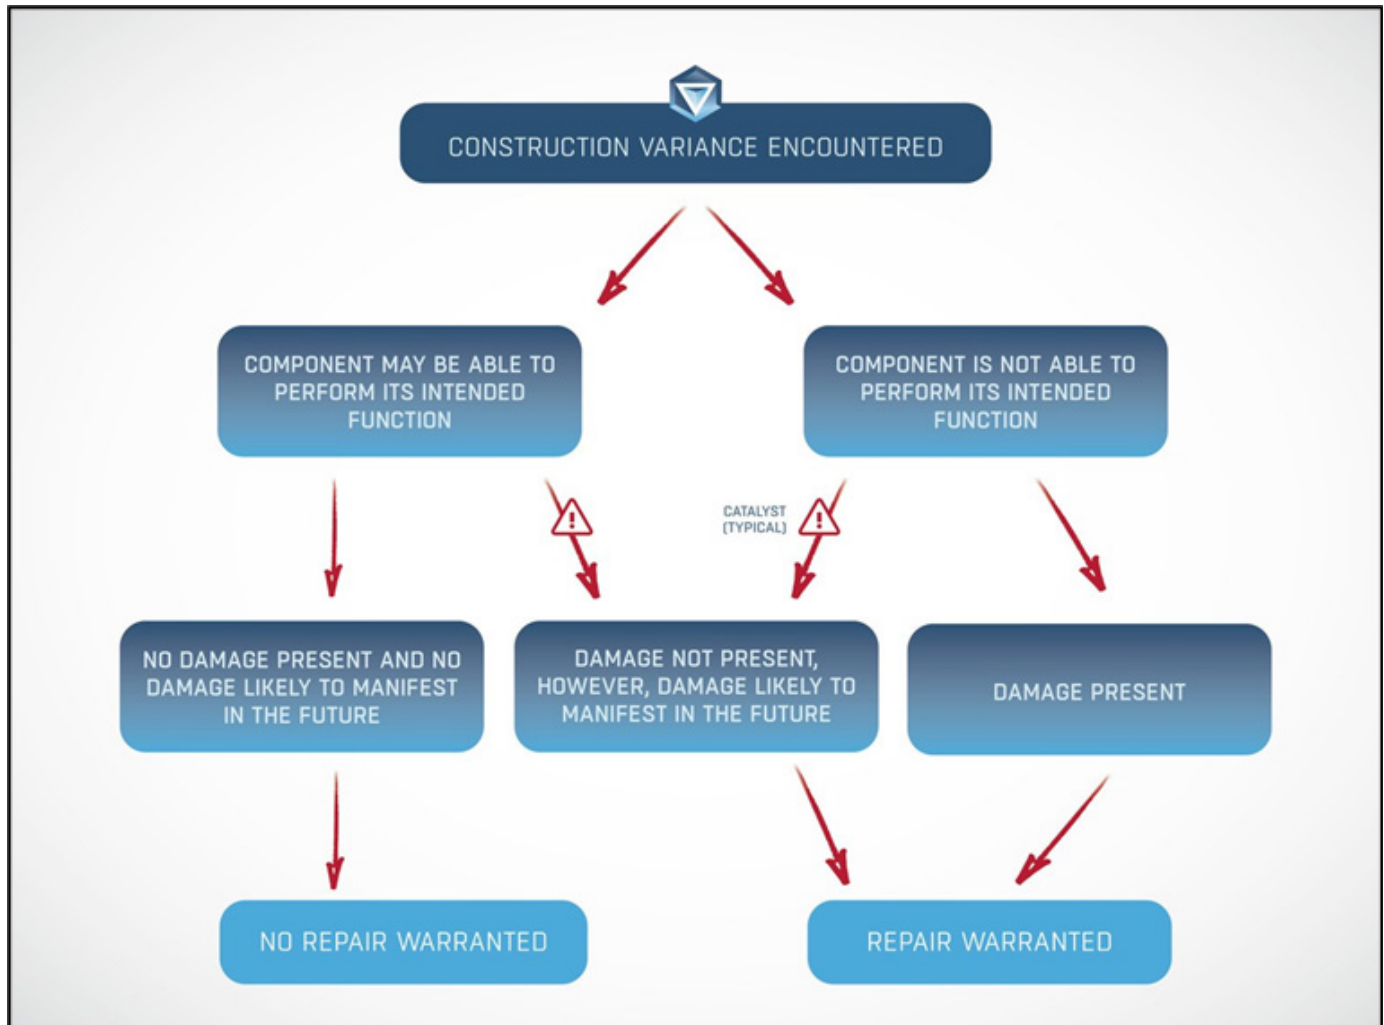 CONSTRUCTION VARIANCE ENCOUNTERED
COMPONENT MAY BE ABLE TO
PERFORM ITS INTENDED
FUNCTION
COMPONENT IS NOT ABLE TO
PERFORM ITS INTENDED
FUNCTION
CATALYST
(TYPICAL)
NO DAMAGE PRESENT AND NO
DAMAGE LIKELY TO MANIFEST
IN THE FUTURE
DAMAGE NOT PRESENT,
HOWEVER, DAMAGE LIKELY TO
MANIFEST IN THE FUTURE
DAMAGE PRESENT
NO REPAIR WARRANTED
REPAIR WARRANTED